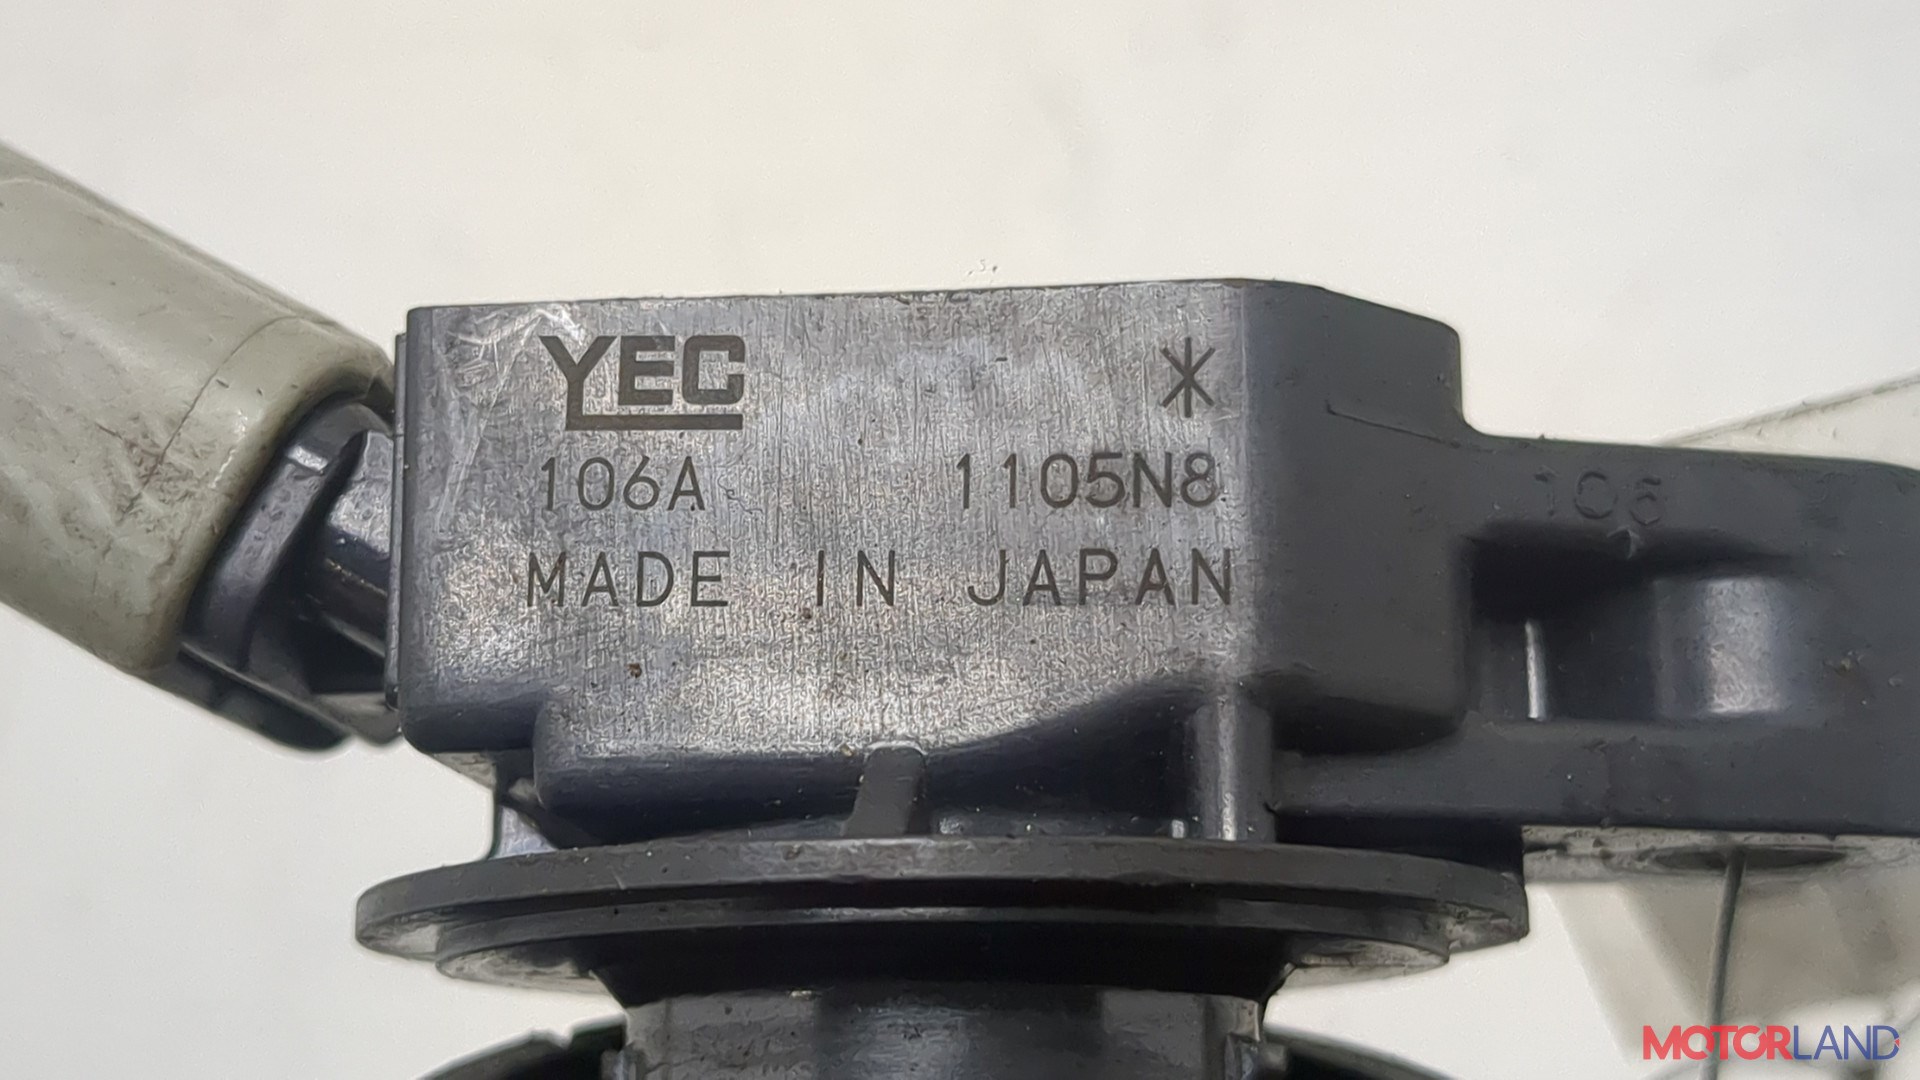 YEC
106A 1105N8
MADE IN JAPAN
106
MOTORLAND